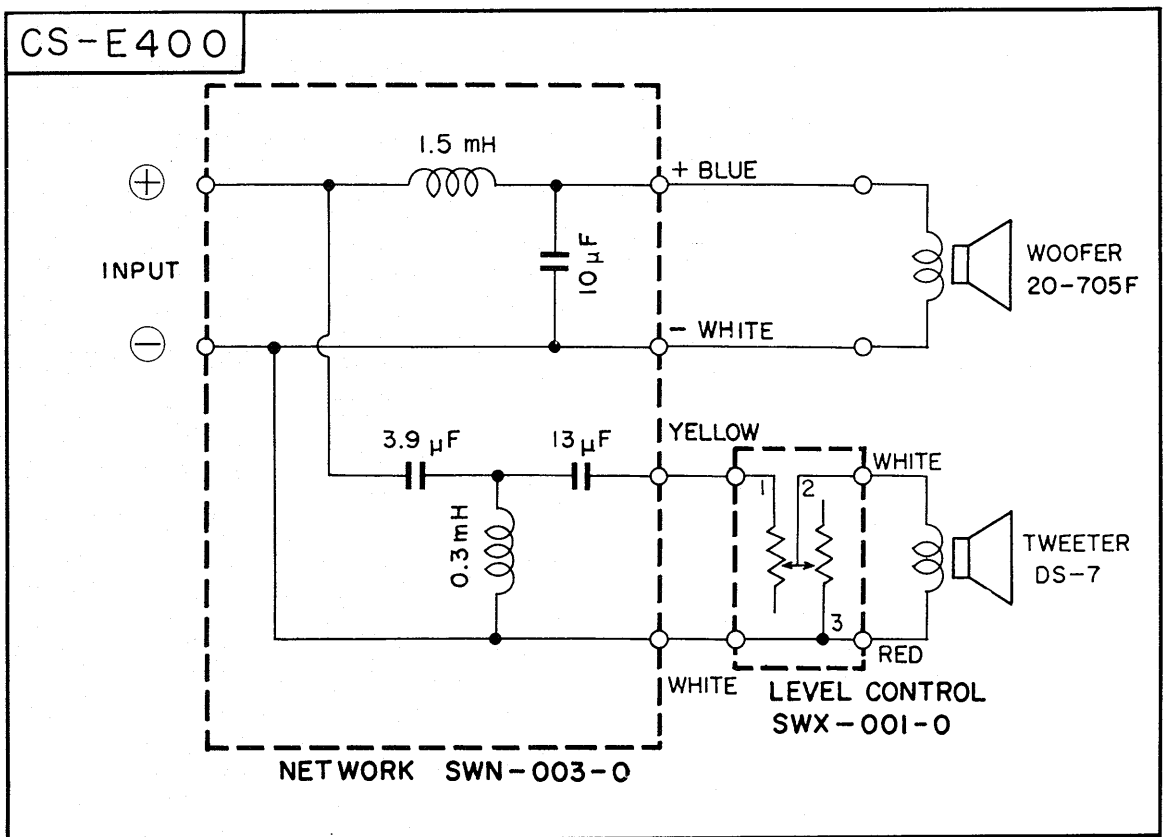 CS-E400
1.5 mH
+ BLUE
⊕
INPUT
10 µF
WOOFER
20-705F
⊖
- WHITE
3.9 µF
13 µF
YELLOW
WHITE
1
2
0.3 mH
TWEETER
DS-7
3
RED
WHITE
LEVEL CONTROL
SWX-001-0
NETWORK SWN-003-0